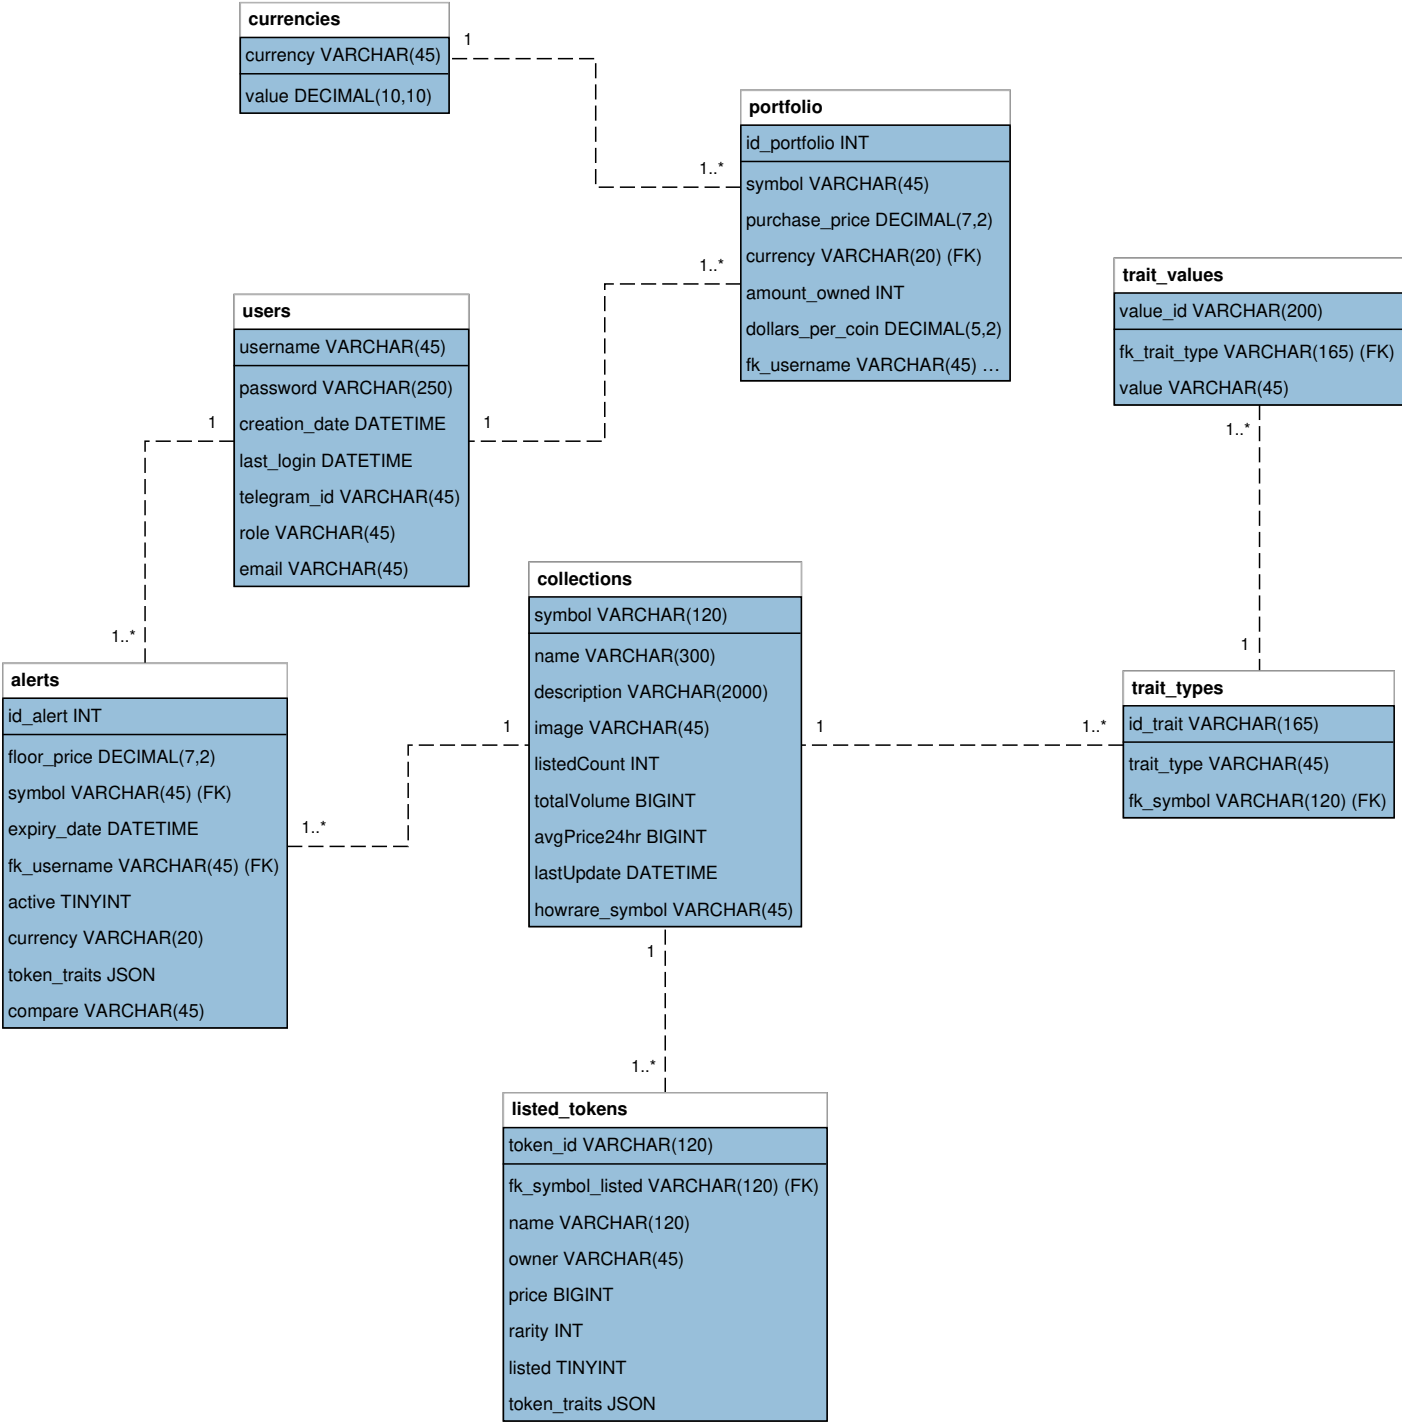 currencies
currency VARCHAR(45)
value DECIMAL(10,10)
1
1..*
portfolio
id_portfolio INT
symbol VARCHAR(45)
purchase_price DECIMAL(7,2)
currency VARCHAR(20) (FK)
amount_owned INT
dollars_per_coin DECIMAL(5,2)
fk_username VARCHAR(45) ...
1..*
users
username VARCHAR(45)
password VARCHAR(250)
creation_date DATETIME
last_login DATETIME
telegram_id VARCHAR(45)
role VARCHAR(45)
email VARCHAR(45)
1
1
1..*
trait_values
value_id VARCHAR(200)
fk_trait_type VARCHAR(165) (FK)
value VARCHAR(45)
1..*
1
collections
symbol VARCHAR(120)
name VARCHAR(300)
description VARCHAR(2000)
image VARCHAR(45)
listedCount INT
totalVolume BIGINT
avgPrice24hr BIGINT
lastUpdate DATETIME
howrare_symbol VARCHAR(45)
1
1
1..*
trait_types
id_trait VARCHAR(165)
trait_type VARCHAR(45)
fk_symbol VARCHAR(120) (FK)
alerts
id_alert INT
floor_price DECIMAL(7,2)
symbol VARCHAR(45) (FK)
expiry_date DATETIME
fk_username VARCHAR(45) (FK)
active TINYINT
currency VARCHAR(20)
token_traits JSON
compare VARCHAR(45)
1..*
1
1..*
listed_tokens
token_id VARCHAR(120)
fk_symbol_listed VARCHAR(120) (FK)
name VARCHAR(120)
owner VARCHAR(45)
price BIGINT
rarity INT
listed TINYINT
token_traits JSON